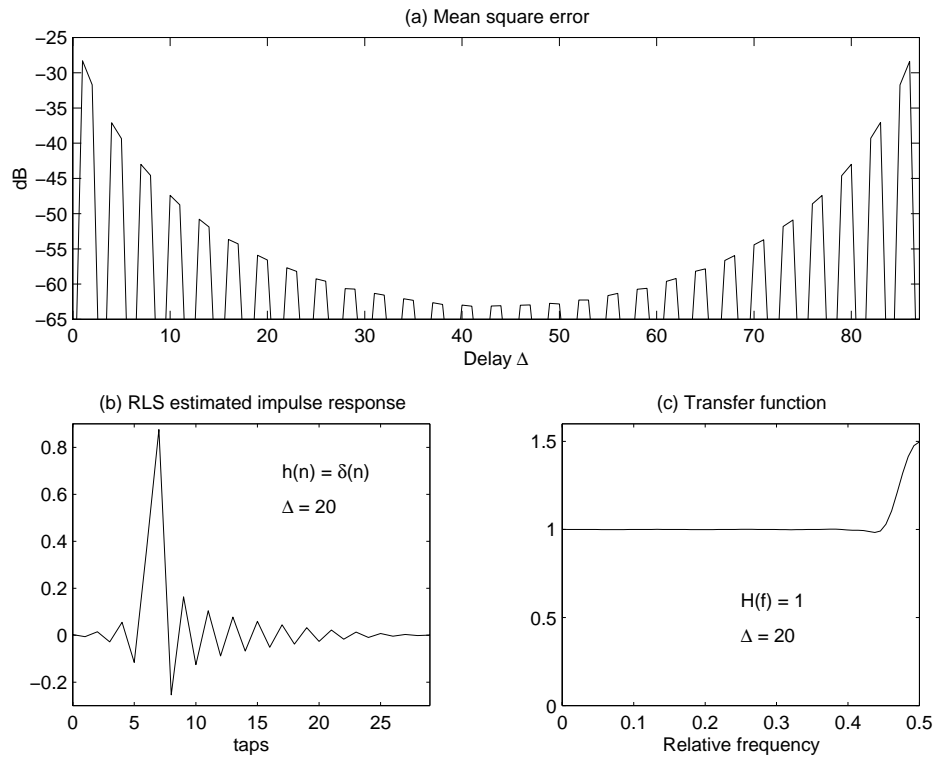 (a) Mean square error
−25
−30
−35
−40
−45
−50
−55
−60
−65
dB
0 10 20 30 40 50 60 70 80
Delay Δ
(b) RLS estimated impulse response
0.8
0.6
0.4
0.2
0
−0.2
h(n) = δ(n)
Δ = 20
0 5 10 15 20 25
taps
(c) Transfer function
1.5
1
0.5
0
H(f) = 1
Δ = 20
0 0.1 0.2 0.3 0.4 0.5
Relative frequency